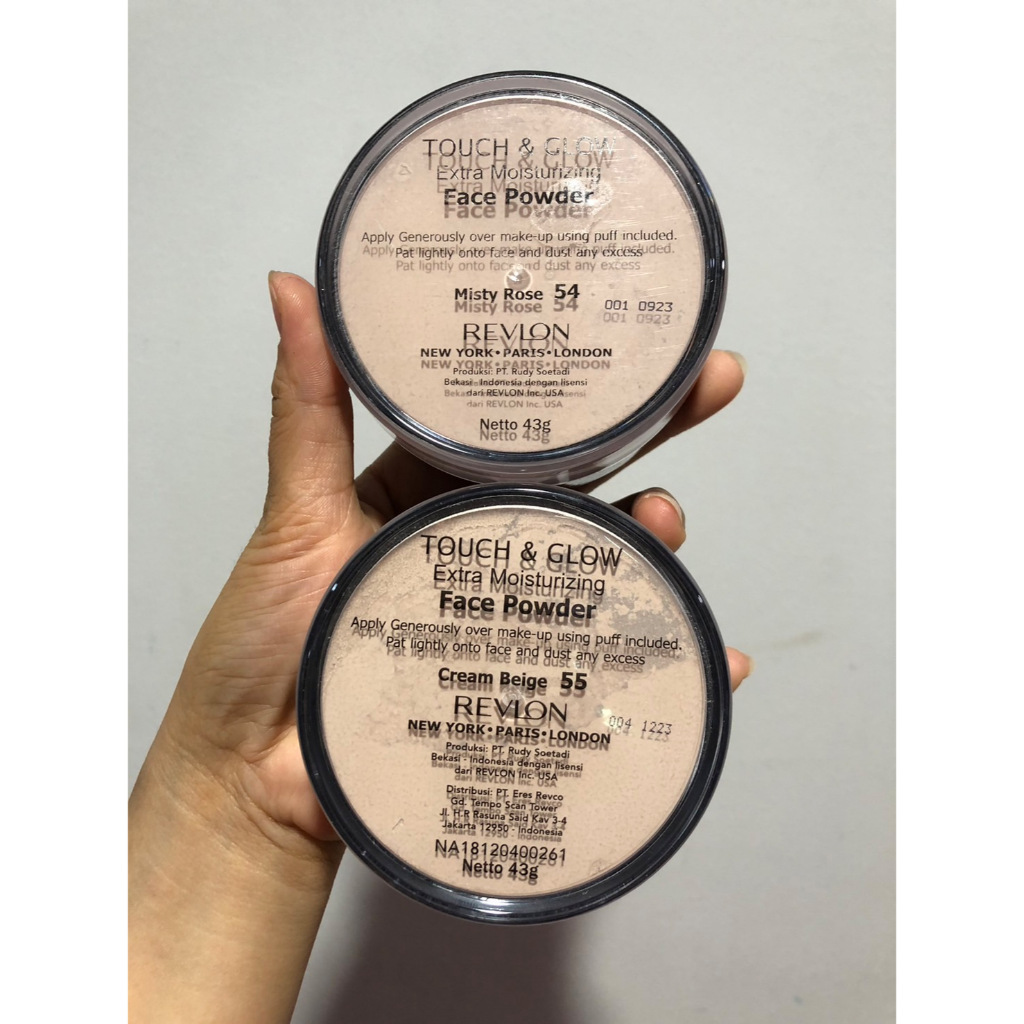 TOUCH & GLOW
Extra Moisturizing
Face Powder
Apply Generously over make-up using puff included.
Pat lightly onto face and dust any excess
Misty Rose 54
001 0923
REVLON
NEW YORK•PARIS•LONDON
Produksi: PT. Rudy Soetadi
Bekasi - Indonesia dengan lisensi
dari REVLON Inc. USA
Netto 43g
TOUCH & GLOW
Extra Moisturizing
Face Powder
Apply Generously over make-up using puff included.
Pat lightly onto face and dust any excess
Cream Beige 55
REVLON
004 1223
NEW YORK•PARIS•LONDON
Produksi: PT. Rudy Soetadi
Bekasi - Indonesia dengan lisensi
dari REVLON Inc. USA
Distribusi: PT. Eres Revco
Gd. Tempo Scan Tower
Jl. H.R Rasuna Said Kav 3-4
Jakarta 12950 - Indonesia
NA18120400261
Netto 43g